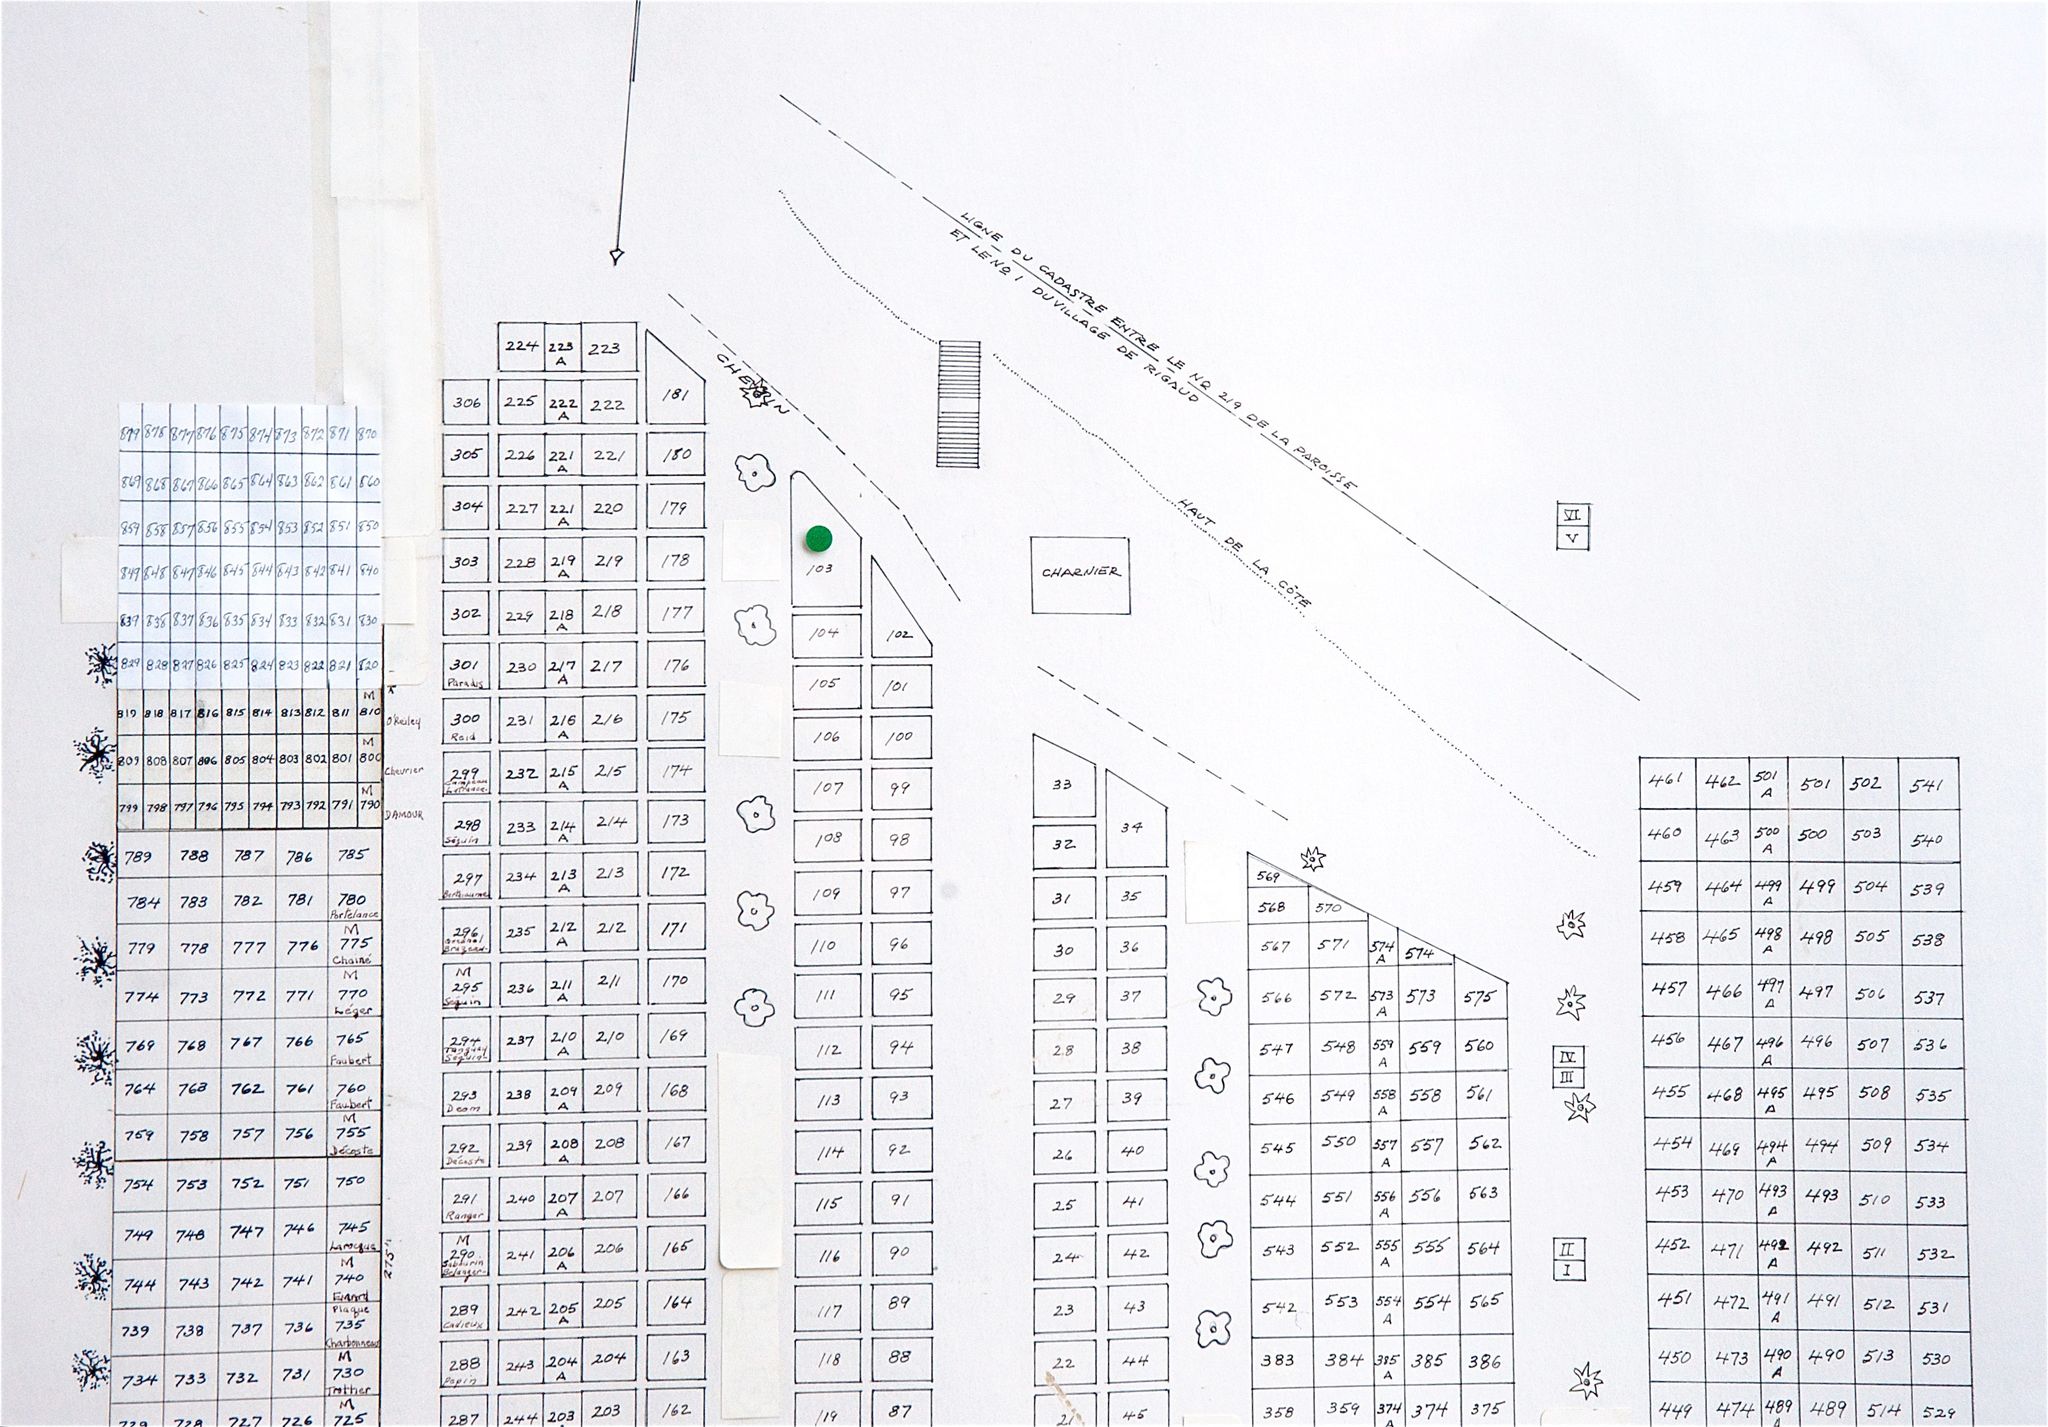 LIGNE DU CADASTRE ENTRE LE NO 219 DE LA PAROISSE
ET LE NO 1 DU VILLAGE DE RIGAUD
HAUT DE LA CÔTE
CHEMIN
CHARNIER
879 878 877 876 875 874 873 872 871 870
869 868 867 866 865 864 863 862 861 860
859 858 857 856 855 854 853 852 851 850
849 848 847 846 845 844 843 842 841 840
839 838 837 836 835 834 833 832 831 830
829 828 827 826 825 824 823 822 821 820
M
819 818 817 816 815 814 813 812 811 810 O'Reiley
M
809 808 807 806 805 804 803 802 801 800 Chevrier
M
799 798 797 796 795 794 793 792 791 790 DAMOUR
789 788 787 786 785
784 783 782 781 780
Portelance
M
779 778 777 776 775
Chainé
M
774 773 772 771 770
Léger
769 768 767 766 765
Faubert
764 763 762 761 760
Faubert
M
759 758 757 756 755
Décoste
754 753 752 751 750
749 748 747 746 745
Larocque
M
744 743 742 741 740
Emard
Plaque
739 738 737 736 735
Charbonneau
M
734 733 732 731 730
Trottier
M
729 728 727 726 725
275"
306
305
304
303
302
301
Paradis
300
Reid
299
Campeau
Lafrance
298
Séguin
297
Berthiaume
296
Brazeau
M
295
Séguin
294
Tanguay
Séguin
293
Deom
292
Décoste
291
Ranger
M
290
Sabourin
Bélanger
289
Cadieux
288
Papin
287
224 223 A 223
225 222 A 222
226 221 A 221
227 221 A 220
228 219 A 219
229 218 A 218
230 217 A 217
231 216 A 216
232 215 A 215
233 214 A 214
234 213 A 213
235 212 A 212
236 211 A 211
237 210 A 210
238 209 A 209
239 208 A 208
240 207 A 207
241 206 A 206
242 205 A 205
243 204 A 204
244 203 203
181
180
179
178
177
176
175
174
173
172
171
170
169
168
167
166
165
164
163
162
103
104 102
105 101
106 100
107 99
108 98
109 97
110 96
111 95
112 94
113 93
114 92
115 91
116 90
117 89
118 88
119 87
33
32 34
31 35
30 36
29 37
28 38
27 39
26 40
25 41
24 42
23 43
22 44
21 45
569
568 570
567 571 574 A 574
566 572 573 A 573 575
547 548 559 A 559 560
546 549 558 A 558 561
545 550 557 A 557 562
544 551 556 A 556 563
543 552 555 A 555 564
542 553 554 A 554 565
383 384 385 A 385 386
358 359 374 A 374 375
VI
V
IV
III
II
I
461 462 501 A 501 502 541
460 463 500 A 500 503 540
459 464 499 A 499 504 539
458 465 498 A 498 505 538
457 466 497 A 497 506 537
456 467 496 A 496 507 536
455 468 495 A 495 508 535
454 469 494 A 494 509 534
453 470 493 A 493 510 533
452 471 492 A 492 511 532
451 472 491 A 491 512 531
450 473 490 A 490 513 530
449 474 489 A 489 514 529